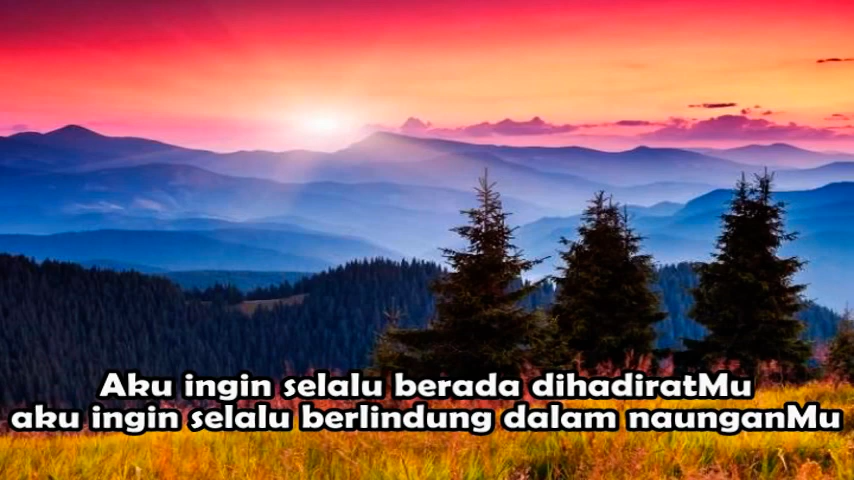 Aku ingin selalu berada dihadiratMu
aku ingin selalu berlindung dalam naunganMu